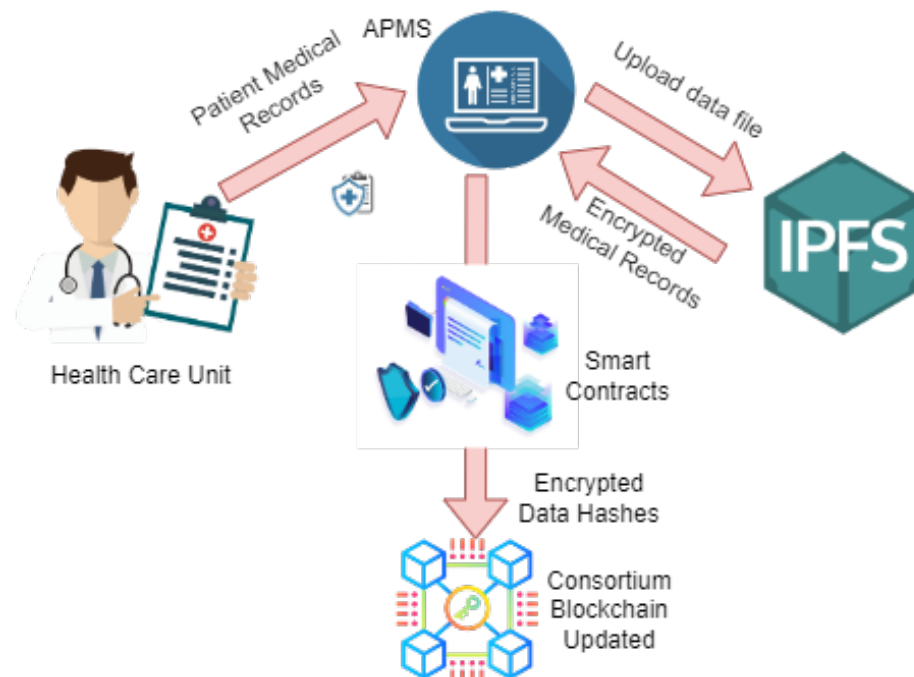 APMS
Patient Medical
Records
Upload data file
Encrypted
Medical Records
IPFS
Health Care Unit
Smart
Contracts
Encrypted
Data Hashes
Consortium
Blockchain
Updated